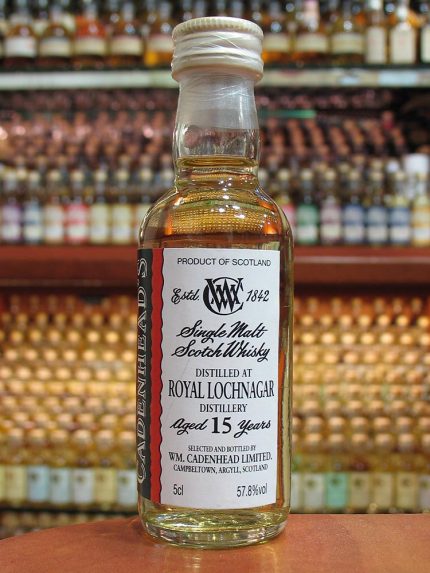 PRODUCT OF SCOTLAND
Estd. WC 1842
Single Malt
Scotch Whisky
DISTILLED AT
ROYAL LOCHNAGAR
DISTILLERY
Aged 15 Years
SELECTED AND BOTTLED BY
WM. CADENHEAD LIMITED.
CAMPBELTOWN, ARGYLL, SCOTLAND
5cl 57.8%vol
CADENHEAD'S